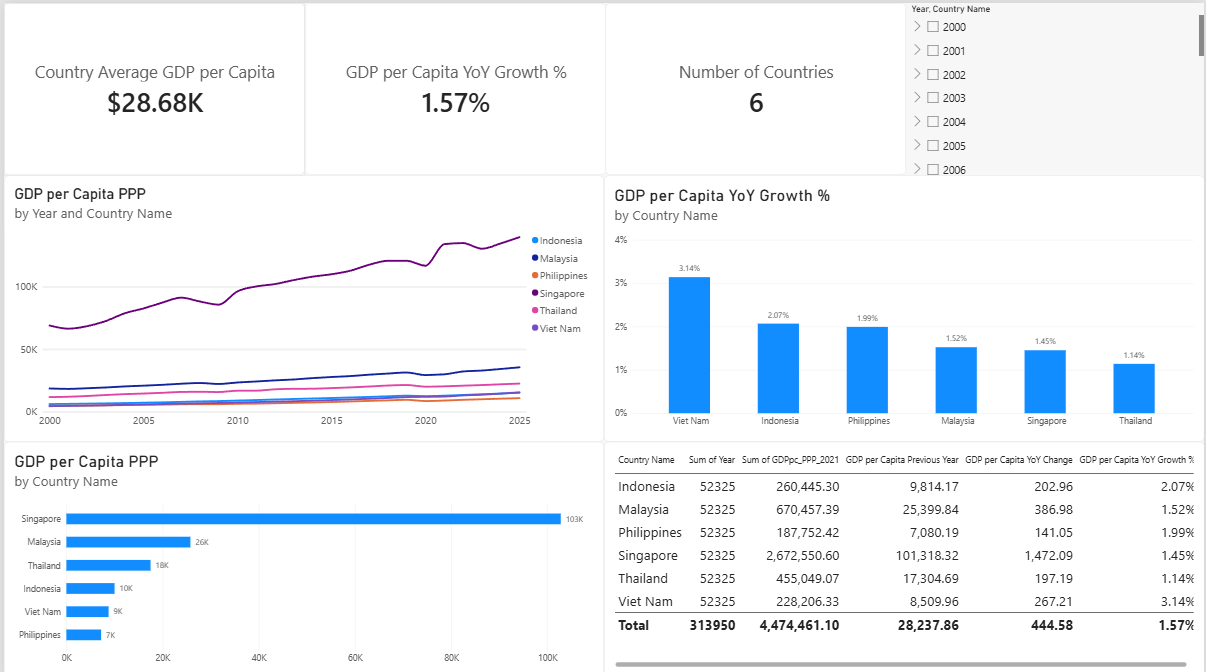 Year, Country Name
2000
2001
2002
2003
2004
2005
2006
Country Average GDP per Capita
$28.68K
GDP per Capita YoY Growth %
1.57%
Number of Countries
6
GDP per Capita PPP
by Year and Country Name
100K
50K
0K
2000 2005 2010 2015 2020 2025
Indonesia
Malaysia
Philippines
Singapore
Thailand
Viet Nam
GDP per Capita YoY Growth %
by Country Name
4%
3%
2%
1%
0%
3.14%
2.07%
1.99%
1.52%
1.45%
1.14%
Viet Nam Indonesia Philippines Malaysia Singapore Thailand
GDP per Capita PPP
by Country Name
Singapore 103K
Malaysia 26K
Thailand 18K
Indonesia 10K
Viet Nam 9K
Philippines 7K
0K 20K 40K 60K 80K 100K
Country Name Sum of Year Sum of GDPpc_PPP_2021 GDP per Capita Previous Year GDP per Capita YoY Change GDP per Capita YoY Growth %
Indonesia 52325 260,445.30 9,814.17 202.96 2.07%
Malaysia 52325 670,457.39 25,399.84 386.98 1.52%
Philippines 52325 187,752.42 7,080.19 141.05 1.99%
Singapore 52325 2,672,550.60 101,318.32 1,472.09 1.45%
Thailand 52325 455,049.07 17,304.69 197.19 1.14%
Viet Nam 52325 228,206.33 8,509.96 267.21 3.14%
Total 313950 4,474,461.10 28,237.86 444.58 1.57%